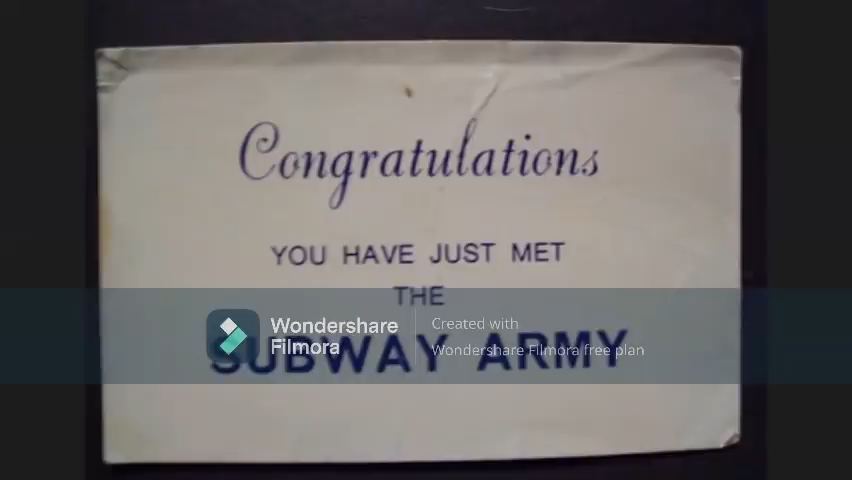 Congratulations
YOU HAVE JUST MET
THE
SUBWAY ARMY
Wondershare
Filmora
Created with
Wondershare Filmora free plan